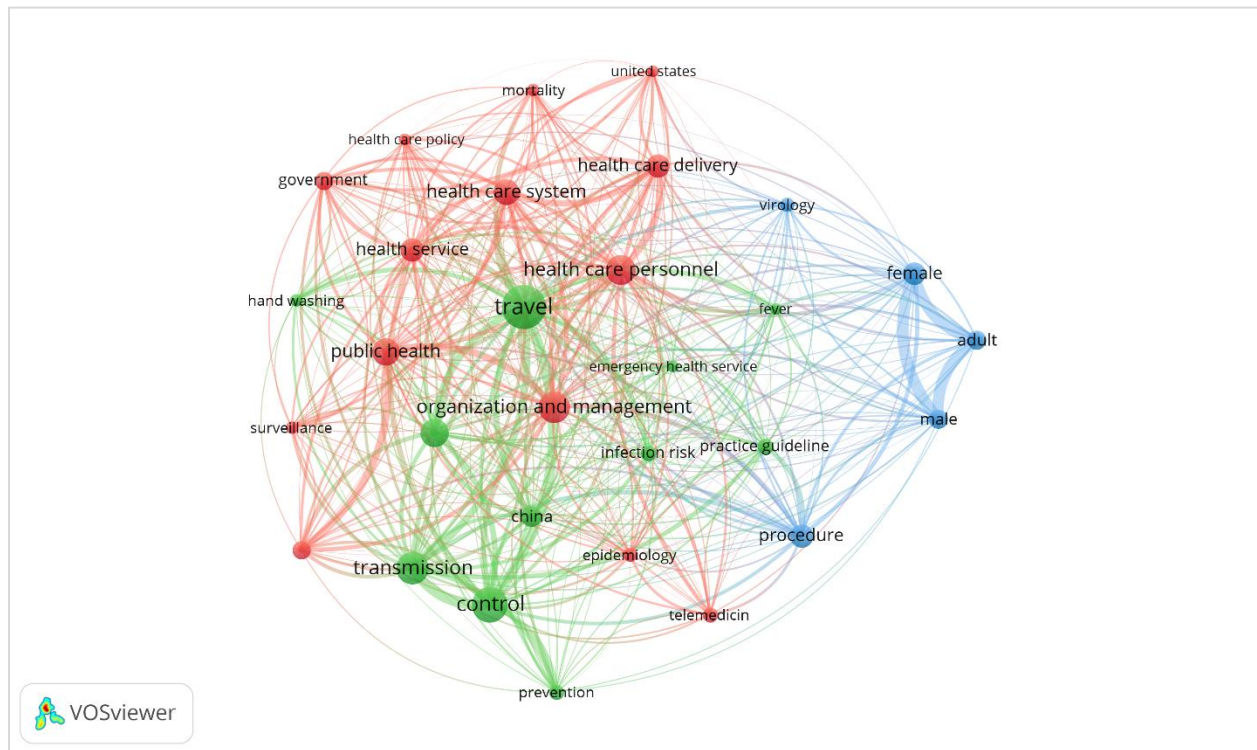 united states
mortality
health care policy
health care delivery
government
health care system
virology
health service
health care personnel
female
hand washing
travel
fever
adult
public health
emergency health service
organization and management
male
surveillance
infection risk
practice guideline
china
procedure
epidemiology
transmission
control
telemedicin
prevention
VOSviewer